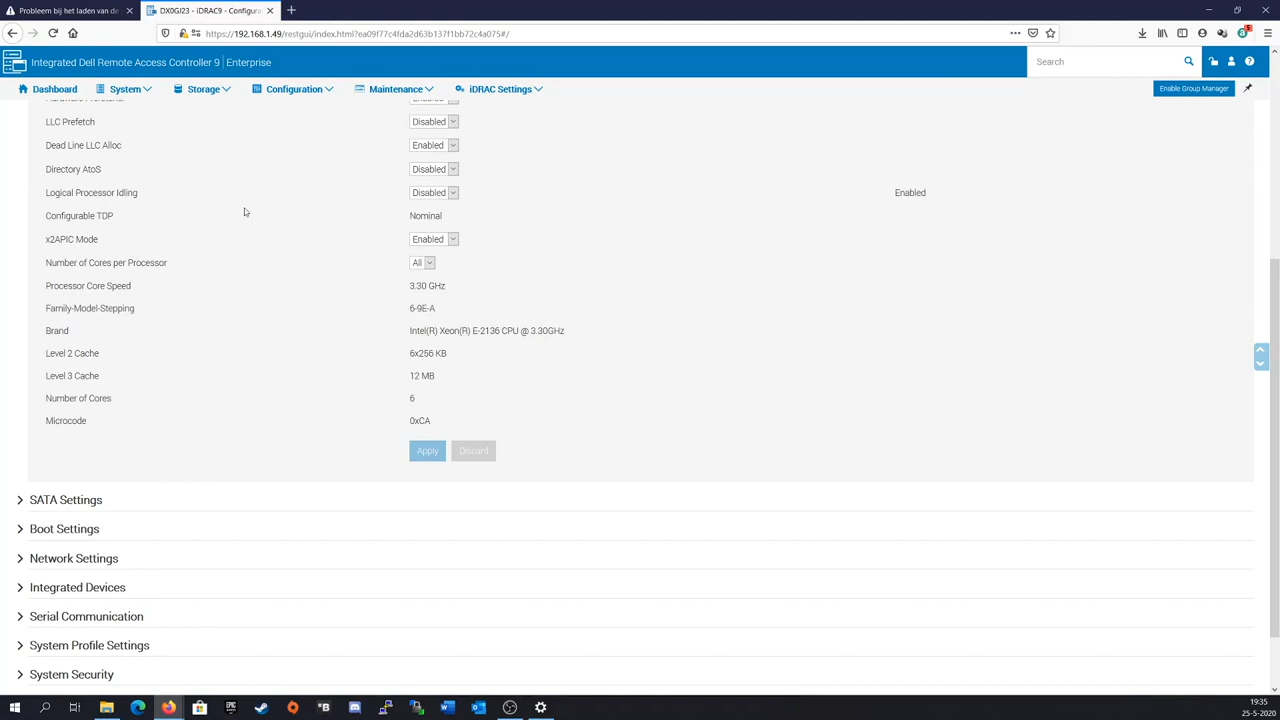 Probleem bij het laden van de
DX0GJ23 - iDRAC9 - Configura
https://192.168.1.49/restgui/index.html?ea09f77c4fda2d63b137f1bb72c4a075#/
Integrated Dell Remote Access Controller 9 | Enterprise
Search
Dashboard System Storage Configuration Maintenance iDRAC Settings Enable Group Manager
LLC Prefetch Disabled
Dead Line LLC Alloc Enabled
Directory AtoS Disabled
Logical Processor Idling Disabled Enabled
Configurable TDP Nominal
x2APIC Mode Enabled
Number of Cores per Processor All
Processor Core Speed 3.30 GHz
Family-Model-Stepping 6-9E-A
Brand Intel(R) Xeon(R) E-2136 CPU @ 3.30GHz
Level 2 Cache 6x256 KB
Level 3 Cache 12 MB
Number of Cores 6
Microcode 0xCA
Apply Discard
SATA Settings
Boot Settings
Network Settings
Integrated Devices
Serial Communication
System Profile Settings
System Security
19:35
25-5-2020